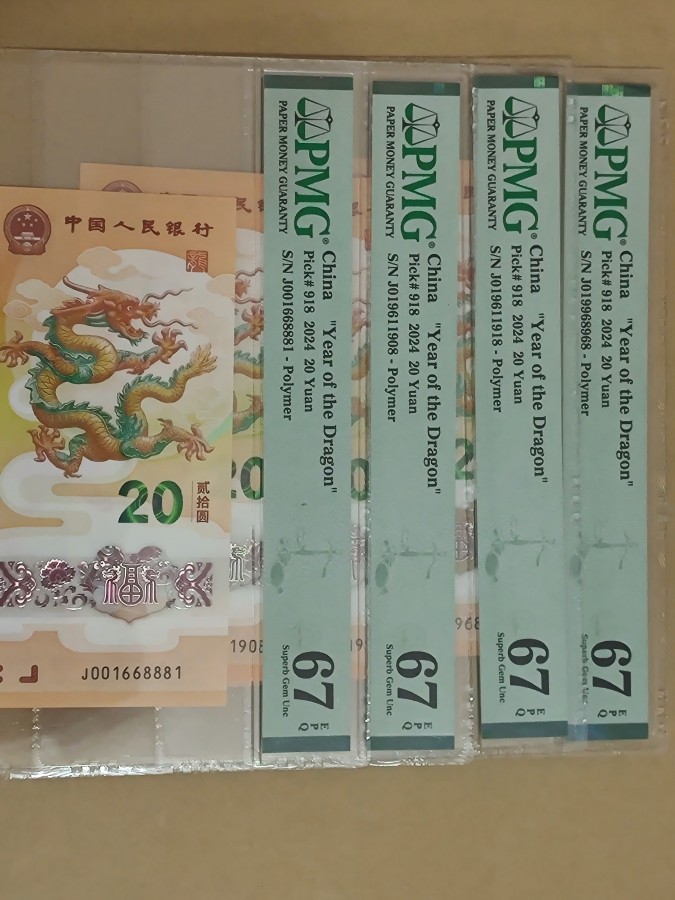 中国人民银行
20
贰拾圆
J001668881
PMG®
PAPER MONEY GUARANTY
China "Year of the Dragon"
Pick# 918 2024 20 Yuan
S/N J001668881 - Polymer
67 EPQ
Superb Gem Unc
PMG®
PAPER MONEY GUARANTY
China "Year of the Dragon"
Pick# 918 2024 20 Yuan
S/N J019611908 - Polymer
67 EPQ
Superb Gem Unc
PMG®
PAPER MONEY GUARANTY
China "Year of the Dragon"
Pick# 918 2024 20 Yuan
S/N J019611918 - Polymer
67 EPQ
Superb Gem Unc
PMG®
PAPER MONEY GUARANTY
China "Year of the Dragon"
Pick# 918 2024 20 Yuan
S/N J019968968 - Polymer
67 EPQ
Superb Gem Unc